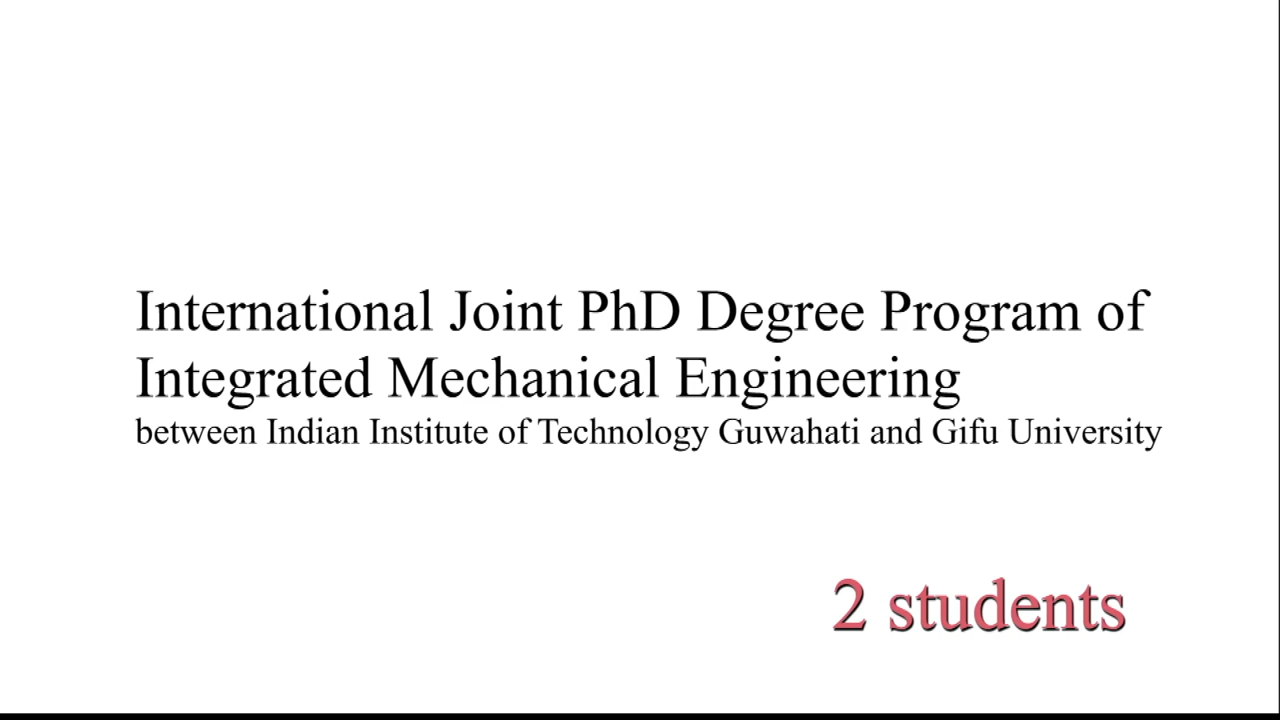 International Joint PhD Degree Program of
Integrated Mechanical Engineering
between Indian Institute of Technology Guwahati and Gifu University
2 students